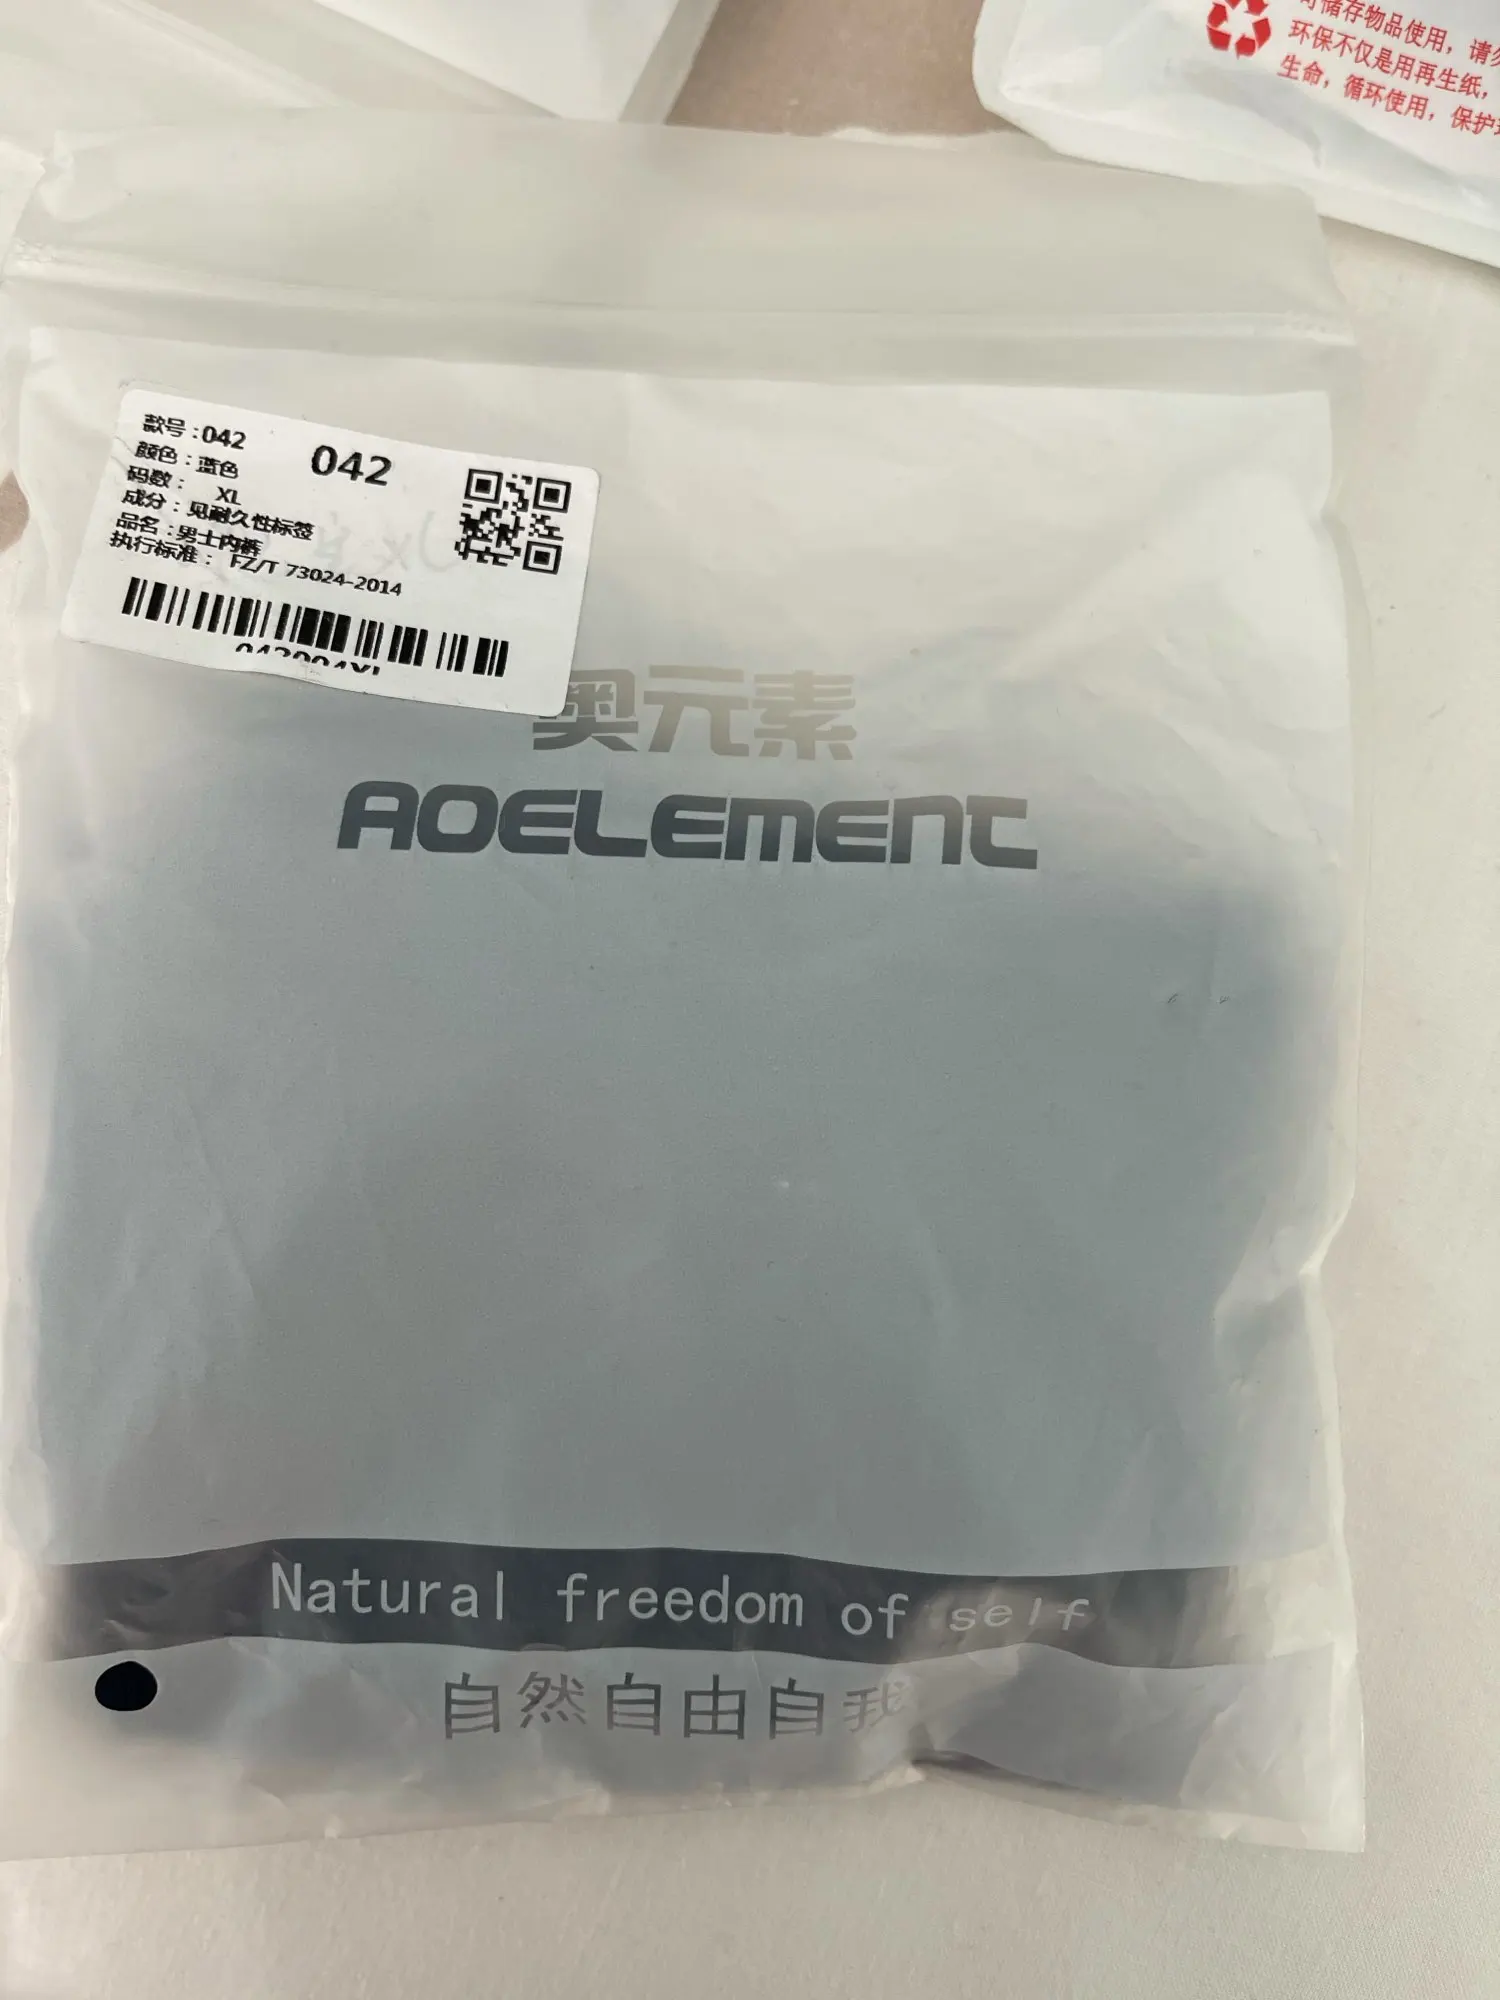 可储存物品使用，请勿
环保不仅是用再生纸，
生命，循环使用，保护
款号：042
042
颜色：蓝色
码数： XL
成分：见耐久性标签
品名：男士内裤
执行标准： FZ/T 73024-2014
042004XL
奥元素
AOELEMENT
Natural freedom of self
自然自由自我